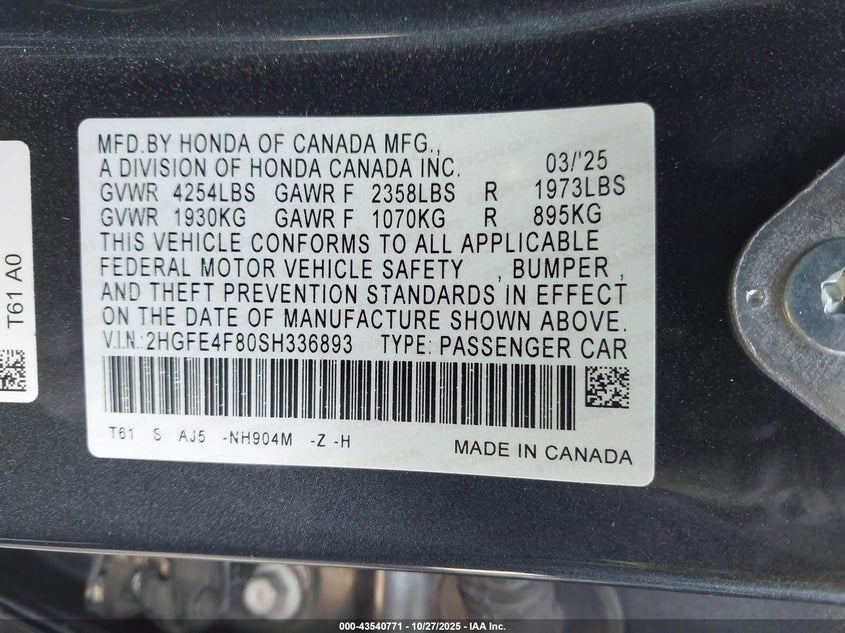 MFD.BY HONDA OF CANADA MFG.,
A DIVISION OF HONDA CANADA INC. 03/'25
GVWR 4254LBS GAWR F 2358LBS R 1973LBS
GVWR 1930KG GAWR F 1070KG R 895KG
THIS VEHICLE CONFORMS TO ALL APPLICABLE
FEDERAL MOTOR VEHICLE SAFETY , BUMPER ,
AND THEFT PREVENTION STANDARDS IN EFFECT
ON THE DATE OF MANUFACTURE SHOWN ABOVE.
V.I.N.:2HGFE4F80SH336893 TYPE: PASSENGER CAR
T61 S AJ5 -NH904M -Z -H
MADE IN CANADA
T61 A0
000-43540771 - 10/27/2025 - IAA Inc.